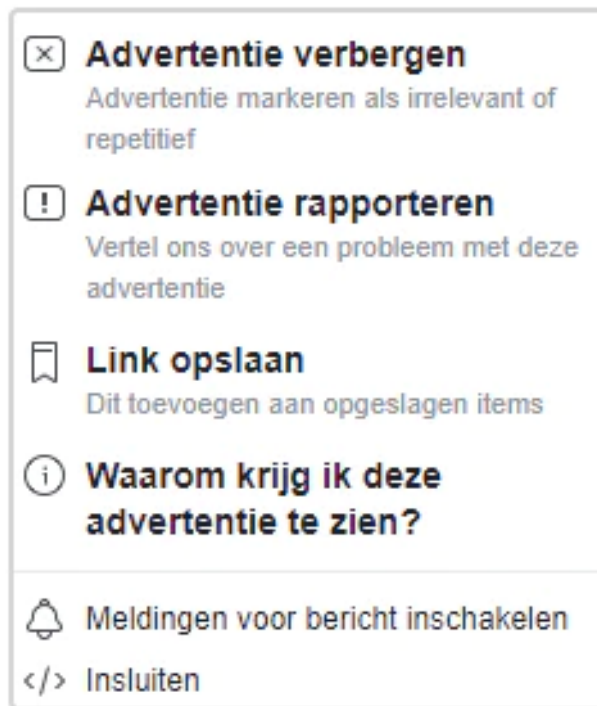 Advertentie verbergen
Advertentie markeren als irrelevant of
repetitief
Advertentie rapporteren
Vertel ons over een probleem met deze
advertentie
Link opslaan
Dit toevoegen aan opgeslagen items
Waarom krijg ik deze
advertentie te zien?
Meldingen voor bericht inschakelen
Insluiten